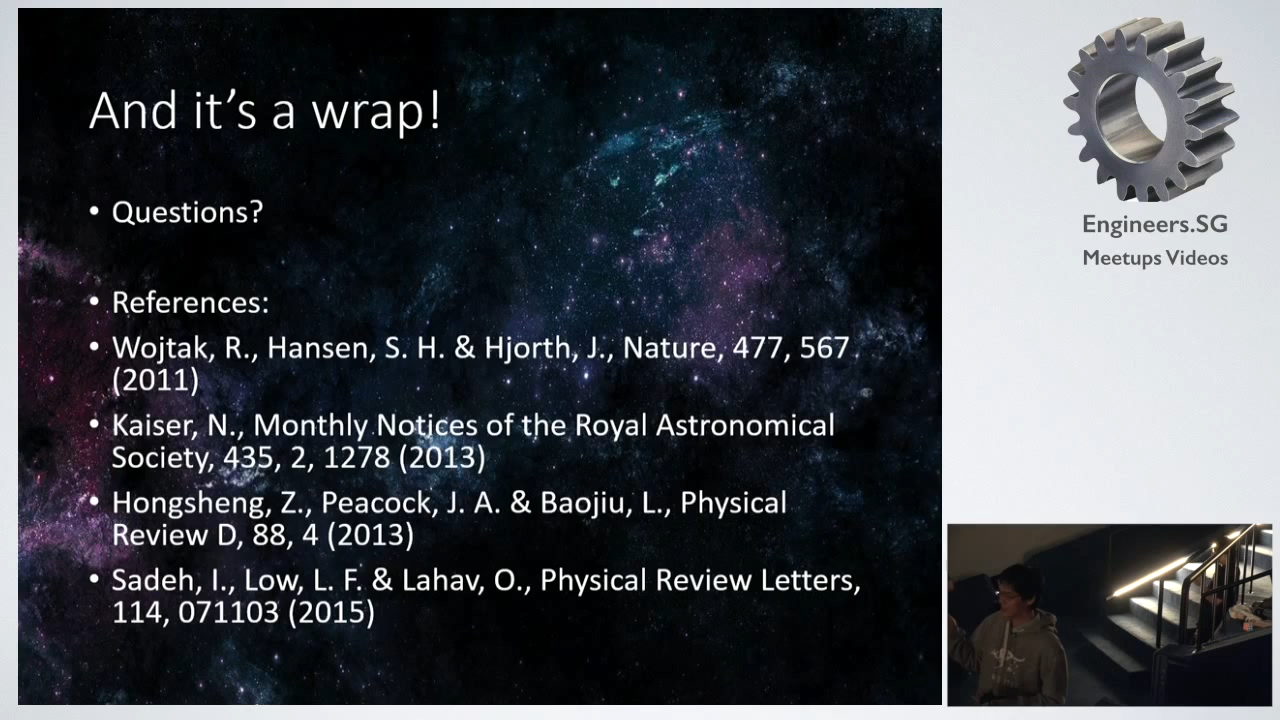 And it's a wrap!
• Questions?
• References:
• Wojtak, R., Hansen, S. H. & Hjorth, J., Nature, 477, 567
(2011)
• Kaiser, N., Monthly Notices of the Royal Astronomical
Society, 435, 2, 1278 (2013)
• Hongsheng, Z., Peacock, J. A. & Baojiu, L., Physical
Review D, 88, 4 (2013)
• Sadeh, I., Low, L. F. & Lahav, O., Physical Review Letters,
114, 071103 (2015)
Engineers.SG
Meetups Videos